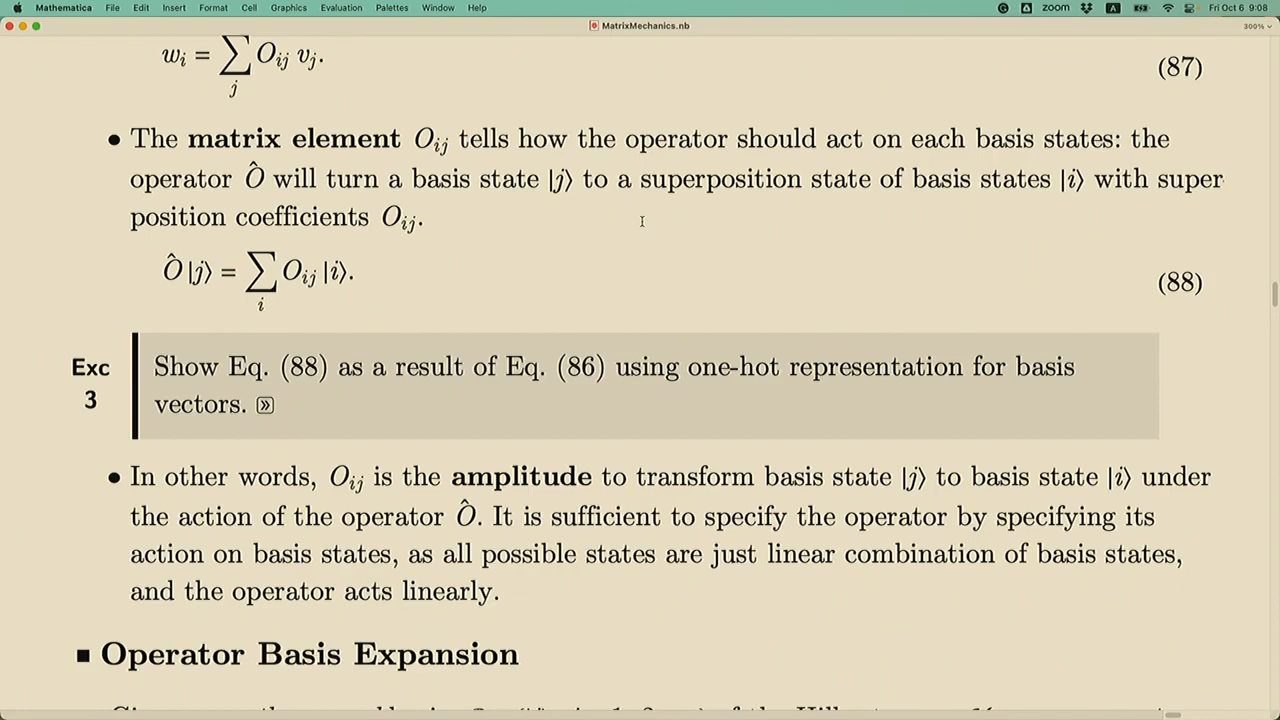 Mathematica File Edit Insert Format Cell Graphics Evaluation Palettes Window Help zoom A Fri Oct 6 9:08
MatrixMechanics.nb 300%
w_i = ∑_j O_ij v_j. (87)
• The matrix element O_ij tells how the operator should act on each basis states: the
operator Ô will turn a basis state |j⟩ to a superposition state of basis states |i⟩ with super-
position coefficients O_ij.
Ô |j⟩ = ∑_i O_ij |i⟩. (88)
Exc
3
Show Eq. (88) as a result of Eq. (86) using one-hot representation for basis
vectors.
• In other words, O_ij is the amplitude to transform basis state |j⟩ to basis state |i⟩ under
the action of the operator Ô. It is sufficient to specify the operator by specifying its
action on basis states, as all possible states are just linear combination of basis states,
and the operator acts linearly.
■ Operator Basis Expansion